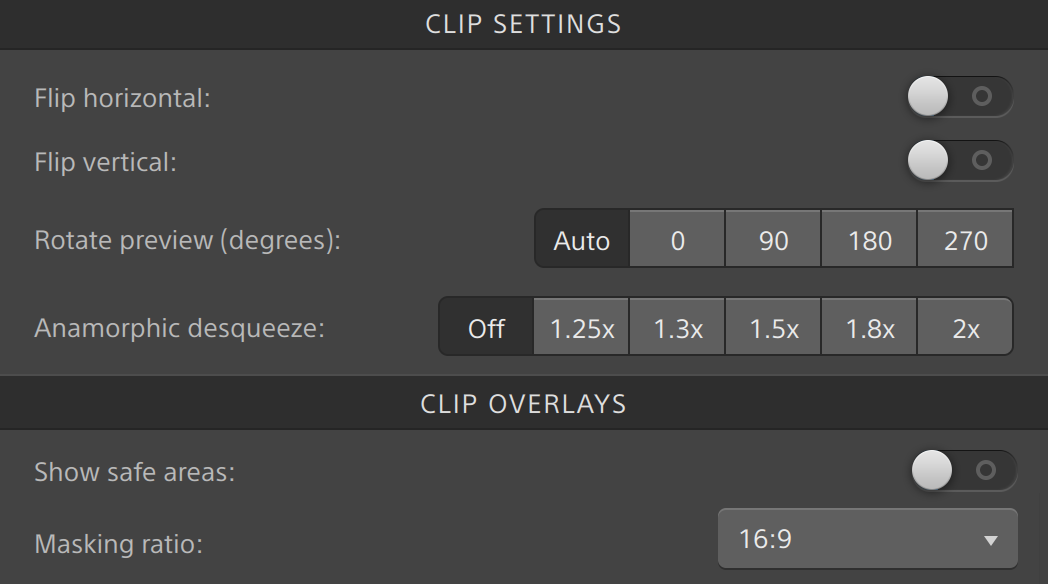 CLIP SETTINGS
Flip horizontal:
Flip vertical:
Rotate preview (degrees): Auto 0 90 180 270
Anamorphic desqueeze: Off 1.25x 1.3x 1.5x 1.8x 2x
CLIP OVERLAYS
Show safe areas:
Masking ratio: 16:9